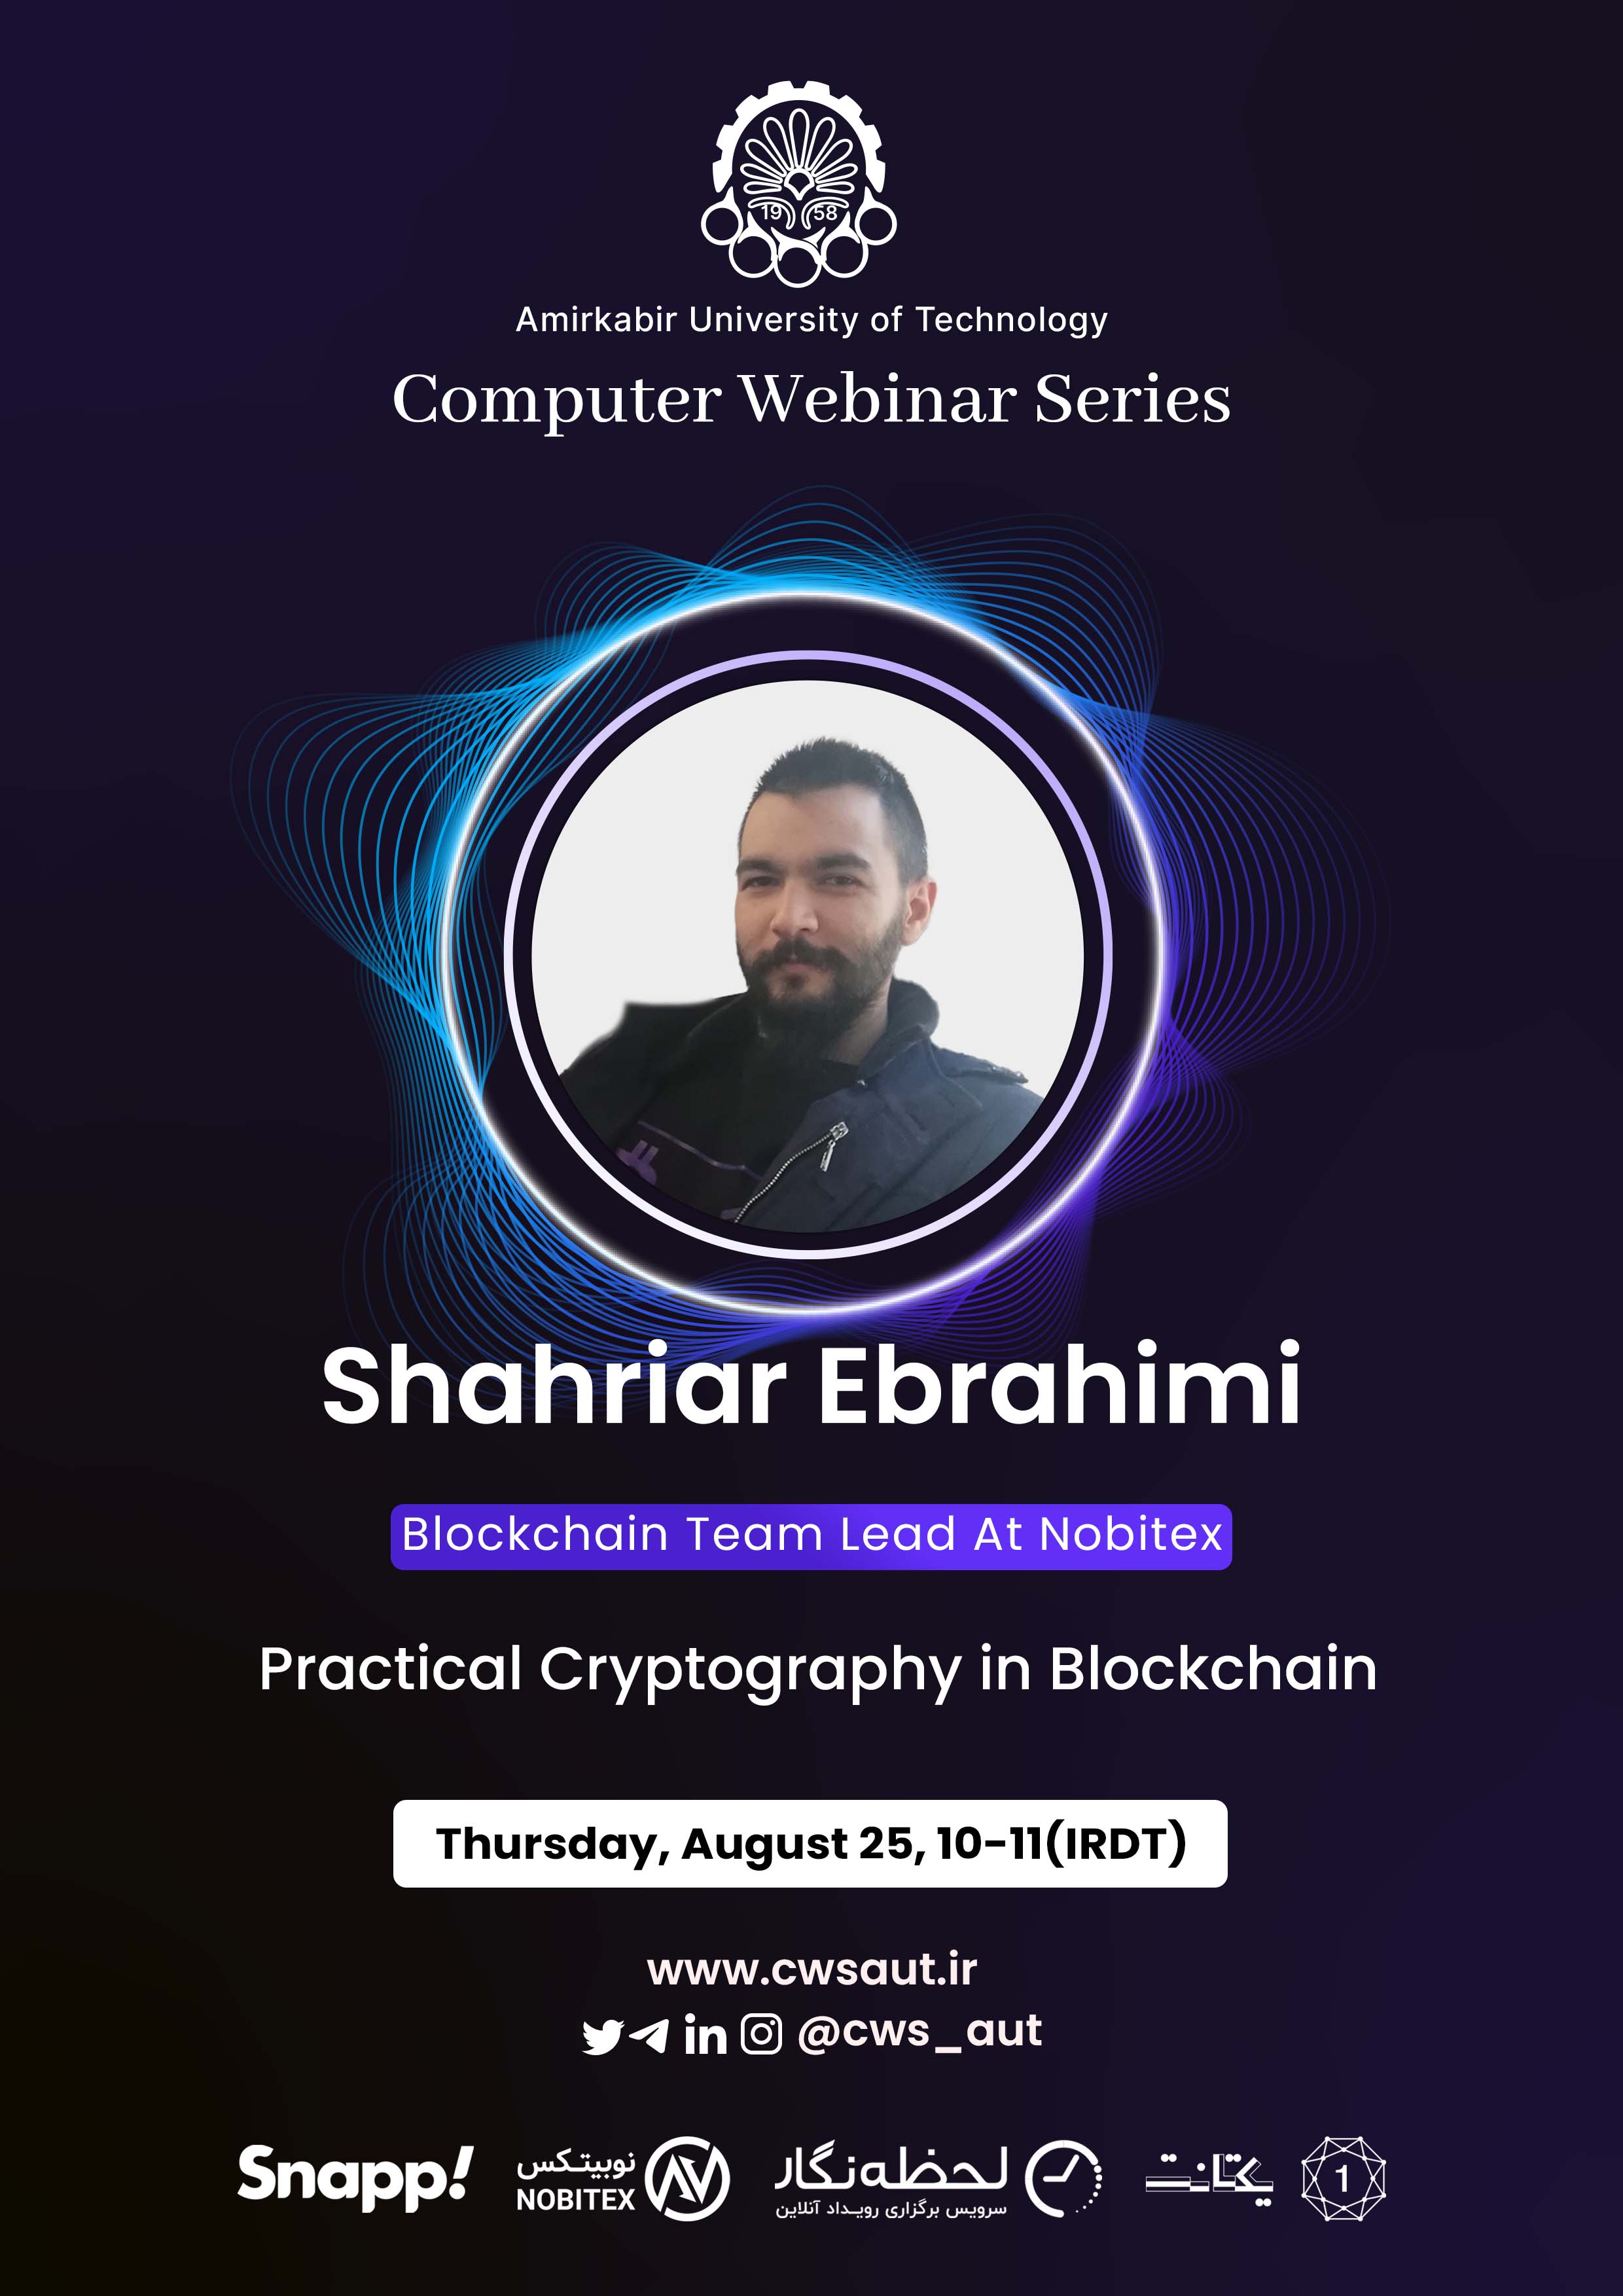 19 58
Amirkabir University of Technology
Computer Webinar Series
Shahriar Ebrahimi
Blockchain Team Lead At Nobitex
Practical Cryptography in Blockchain
Thursday, August 25, 10-11(IRDT)
www.cwsaut.ir
in @cws_aut
Snapp!
نوبیتکس
NOBITEX
لحظه‌نگار
سرویس برگزاری رویداد آنلاین
یکتانت
1